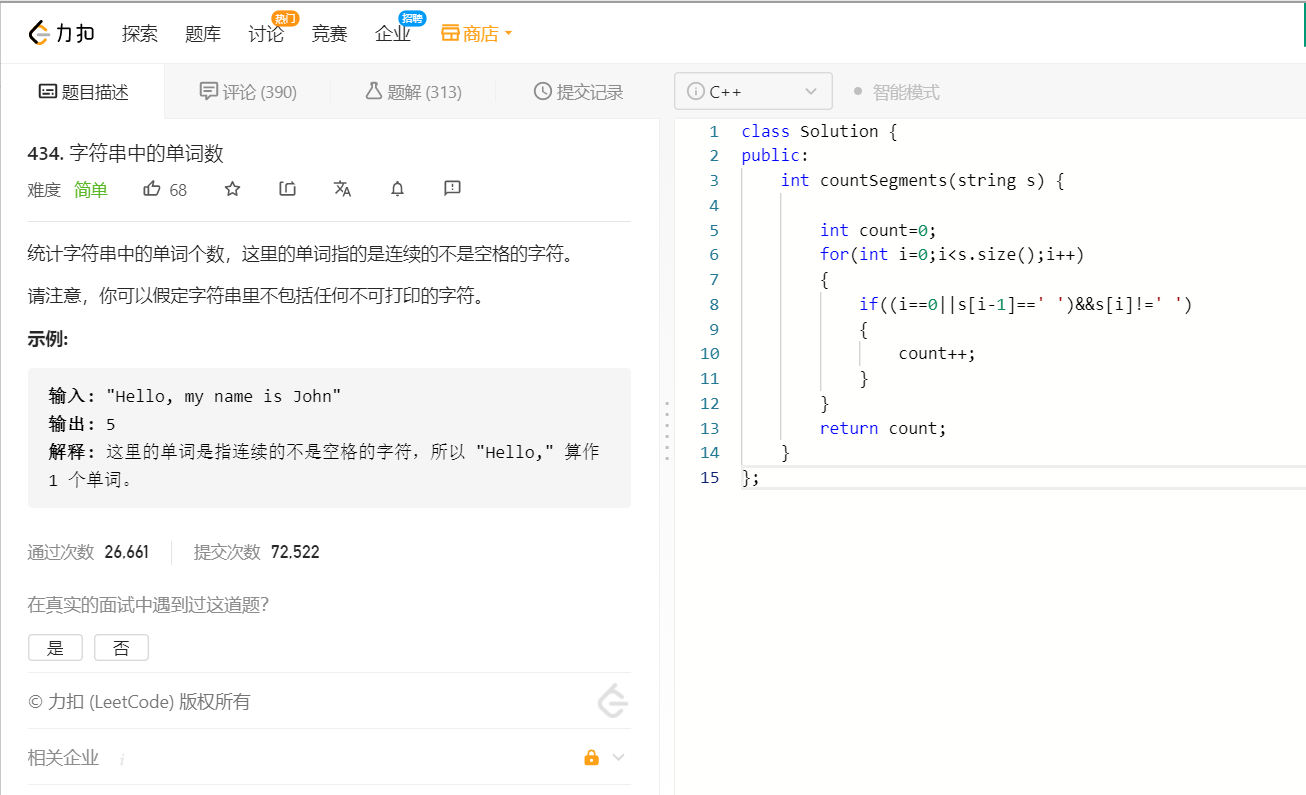 力扣 探索 题库 讨论 热门 竞赛 企业 招聘 商店
题目描述 评论 (390) 题解 (313) 提交记录
434. 字符串中的单词数
难度 简单 68
统计字符串中的单词个数，这里的单词指的是连续的不是空格的字符。
请注意，你可以假定字符串里不包括任何不可打印的字符。
示例:
输入: "Hello, my name is John"
输出: 5
解释: 这里的单词是指连续的不是空格的字符，所以 "Hello," 算作
1 个单词。
通过次数 26,661 提交次数 72,522
在真实的面试中遇到过这道题?
是 否
© 力扣 (LeetCode) 版权所有
相关企业 i
C++ 智能模式
1 class Solution {
2 public:
3 int countSegments(string s) {
4
5 int count=0;
6 for(int i=0;i<s.size();i++)
7 {
8 if((i==0||s[i-1]==' ')&&s[i]!=' ')
9 {
10 count++;
11 }
12 }
13 return count;
14 }
15 };